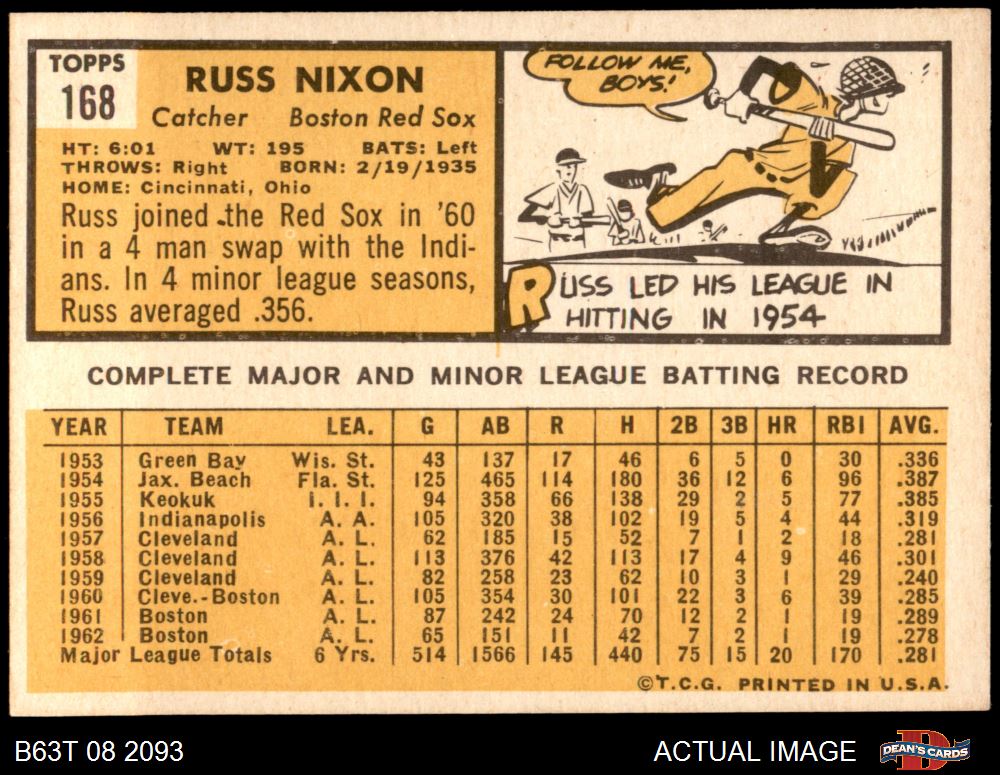 TOPPS
168
RUSS NIXON
Catcher Boston Red Sox
HT: 6:01 WT: 195 BATS: Left
THROWS: Right BORN: 2/19/1935
HOME: Cincinnati, Ohio
Russ joined the Red Sox in '60
in a 4 man swap with the Indi-
ans. In 4 minor league seasons,
Russ averaged .356.
FOLLOW ME,
BOYS!
RUSS LED HIS LEAGUE IN
HITTING IN 1954
COMPLETE MAJOR AND MINOR LEAGUE BATTING RECORD
YEAR TEAM LEA. G AB R H 2B 3B HR RBI AVG.
1953 Green Bay Wis. St. 43 137 17 46 6 5 0 30 .336
1954 Jax. Beach Fla. St. 125 465 114 180 36 12 6 96 .387
1955 Keokuk I. I. I. 94 358 66 138 29 2 5 77 .385
1956 Indianapolis A. A. 105 320 38 102 19 5 4 44 .319
1957 Cleveland A. L. 62 185 15 52 7 1 2 18 .281
1958 Cleveland A. L. 113 376 42 113 17 4 9 46 .301
1959 Cleveland A. L. 82 258 23 62 10 3 1 29 .240
1960 Cleve.-Boston A. L. 105 354 30 101 22 3 6 39 .285
1961 Boston A. L. 87 242 24 70 12 2 1 19 .289
1962 Boston A. L. 65 151 11 42 7 2 1 19 .278
Major League Totals 6 Yrs. 514 1566 145 440 75 15 20 170 .281
©T.C.G. PRINTED IN U.S.A.
B63T 08 2093 ACTUAL IMAGE DEAN'S CARDS